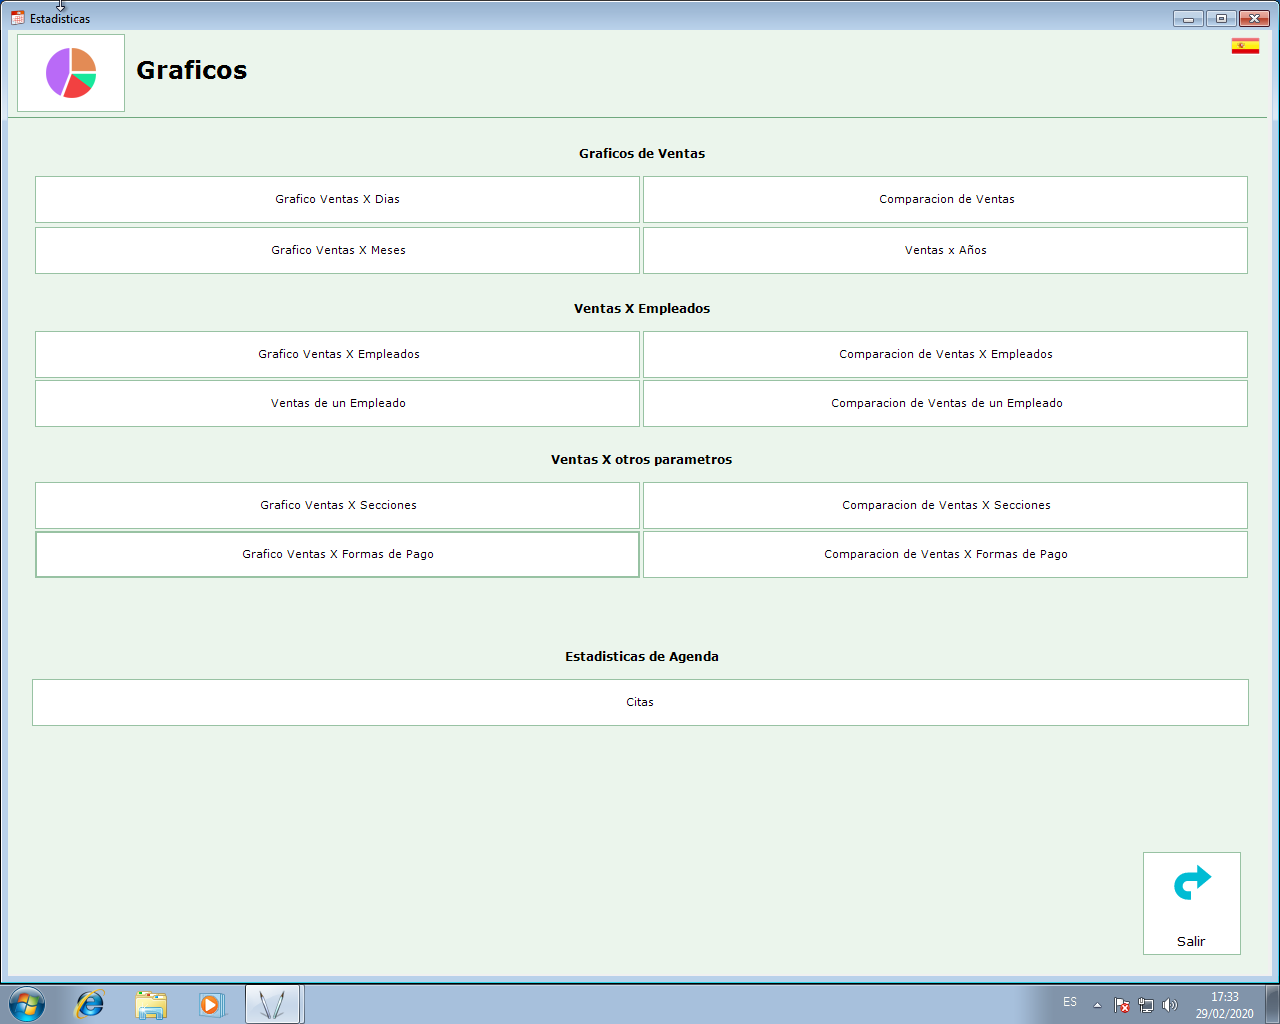 Estadisticas
Graficos
Graficos de Ventas
Grafico Ventas X Dias
Comparacion de Ventas
Grafico Ventas X Meses
Ventas x Años
Ventas X Empleados
Grafico Ventas X Empleados
Comparacion de Ventas X Empleados
Ventas de un Empleado
Comparacion de Ventas de un Empleado
Ventas X otros parametros
Grafico Ventas X Secciones
Comparacion de Ventas X Secciones
Grafico Ventas X Formas de Pago
Comparacion de Ventas X Formas de Pago
Estadisticas de Agenda
Citas
Salir
ES
17:33
29/02/2020